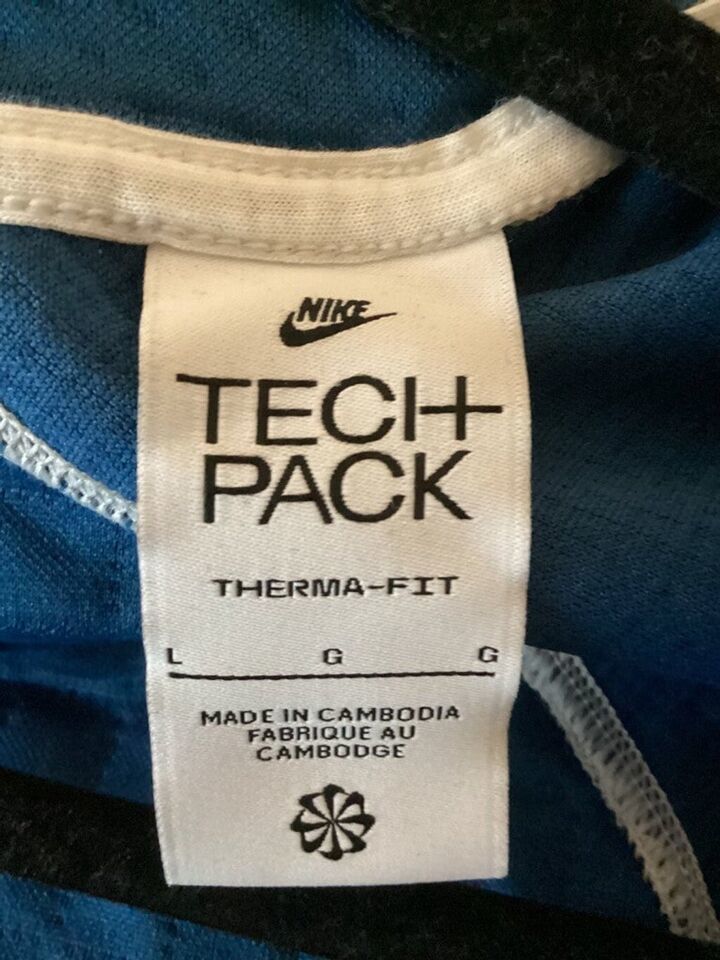 NIKE
TECH
PACK
THERMA-FIT
L G G
MADE IN CAMBODIA
FABRIQUE AU
CAMBODGE